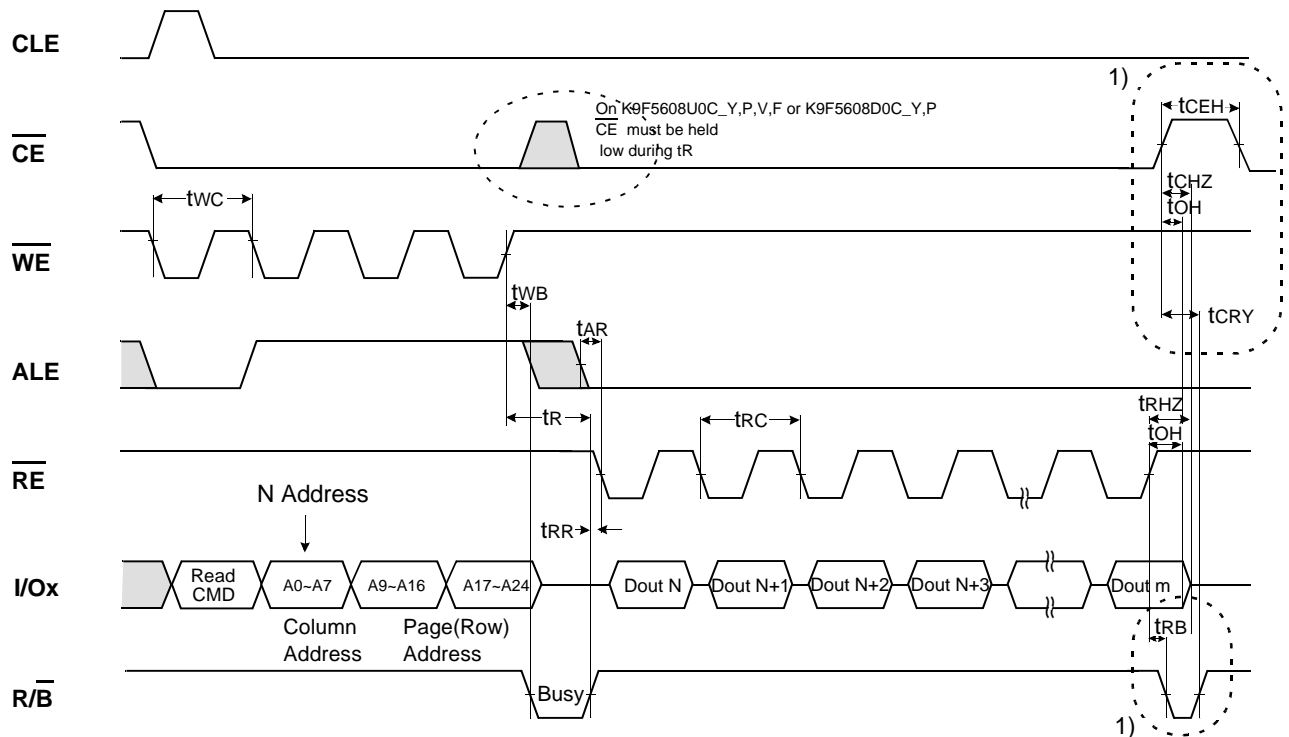 CLE
1)
On K9F5608U0C_Y,P,V,F or K9F5608D0C_Y,P
CE must be held
low during tR
tCEH
CE
tCHZ
tOH
tWC
WE
tWB
tCRY
tAR
ALE
tR
tRC
tRHZ
tOH
RE
N Address
tRR
I/Ox
Read
CMD
A0~A7
A9~A16
A17~A24
Dout N
Dout N+1
Dout N+2
Dout N+3
Dout m
Column
Address
Page(Row)
Address
tRB
R/B
Busy
1)